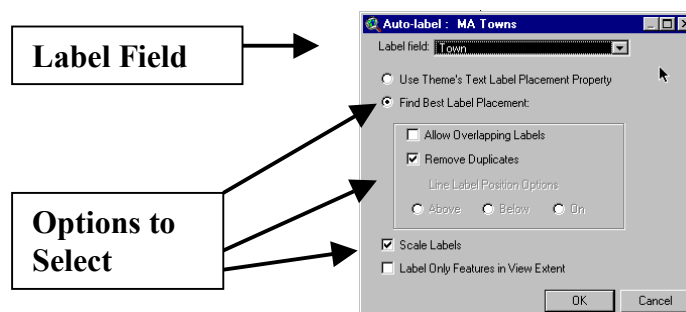 Auto-label : MA Towns
Label Field
Label field: Town
Use Theme's Text Label Placement Property
Find Best Label Placement:
Allow Overlapping Labels
Remove Duplicates
Line Label Position Options
Above Below On
Options to
Select
Scale Labels
Label Only Features in View Extent
OK Cancel